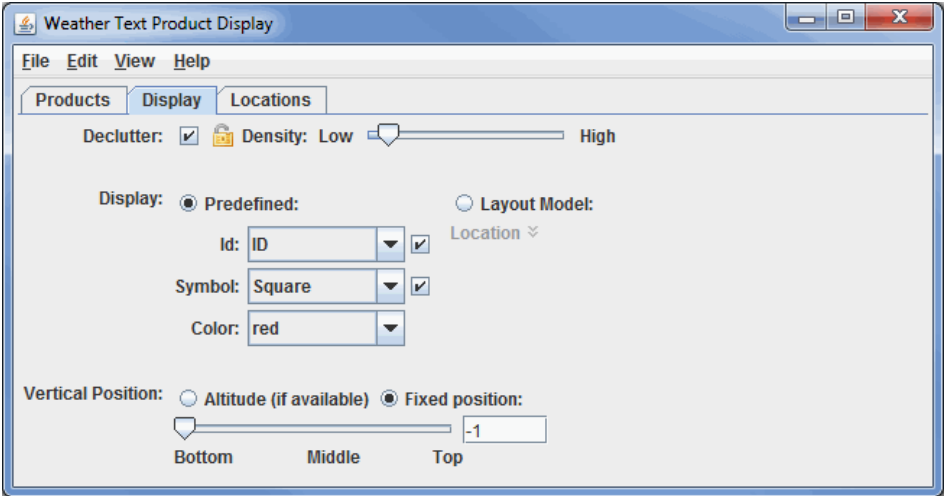 Weather Text Product Display
File Edit View Help
Products Display Locations
Declutter: Density: Low High
Display: Predefined: Layout Model:
Id: ID Location
Symbol: Square
Color: red
Vertical Position: Altitude (if available) Fixed position:
-1
Bottom Middle Top